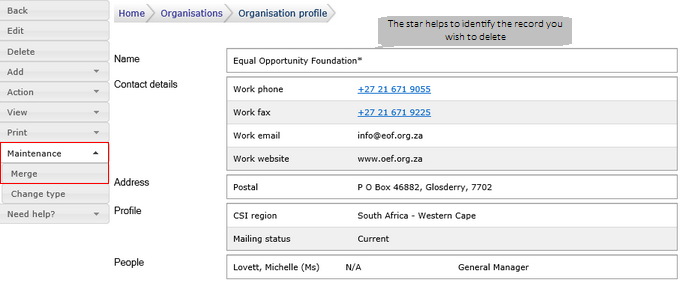 Back
Edit
Delete
Add
Action
View
Print
Maintenance
Merge
Change type
Need help?
Home Organisations Organisation profile
The star helps to identify the record you
wish to delete
Name
Equal Opportunity Foundation*
Contact details
Work phone +27 21 671 9055
Work fax +27 21 671 9225
Work email info@eof.org.za
Work website www.oef.org.za
Address
Postal P O Box 46882, Glosderry, 7702
Profile
CSI region South Africa - Western Cape
Mailing status Current
People
Lovett, Michelle (Ms) N/A General Manager